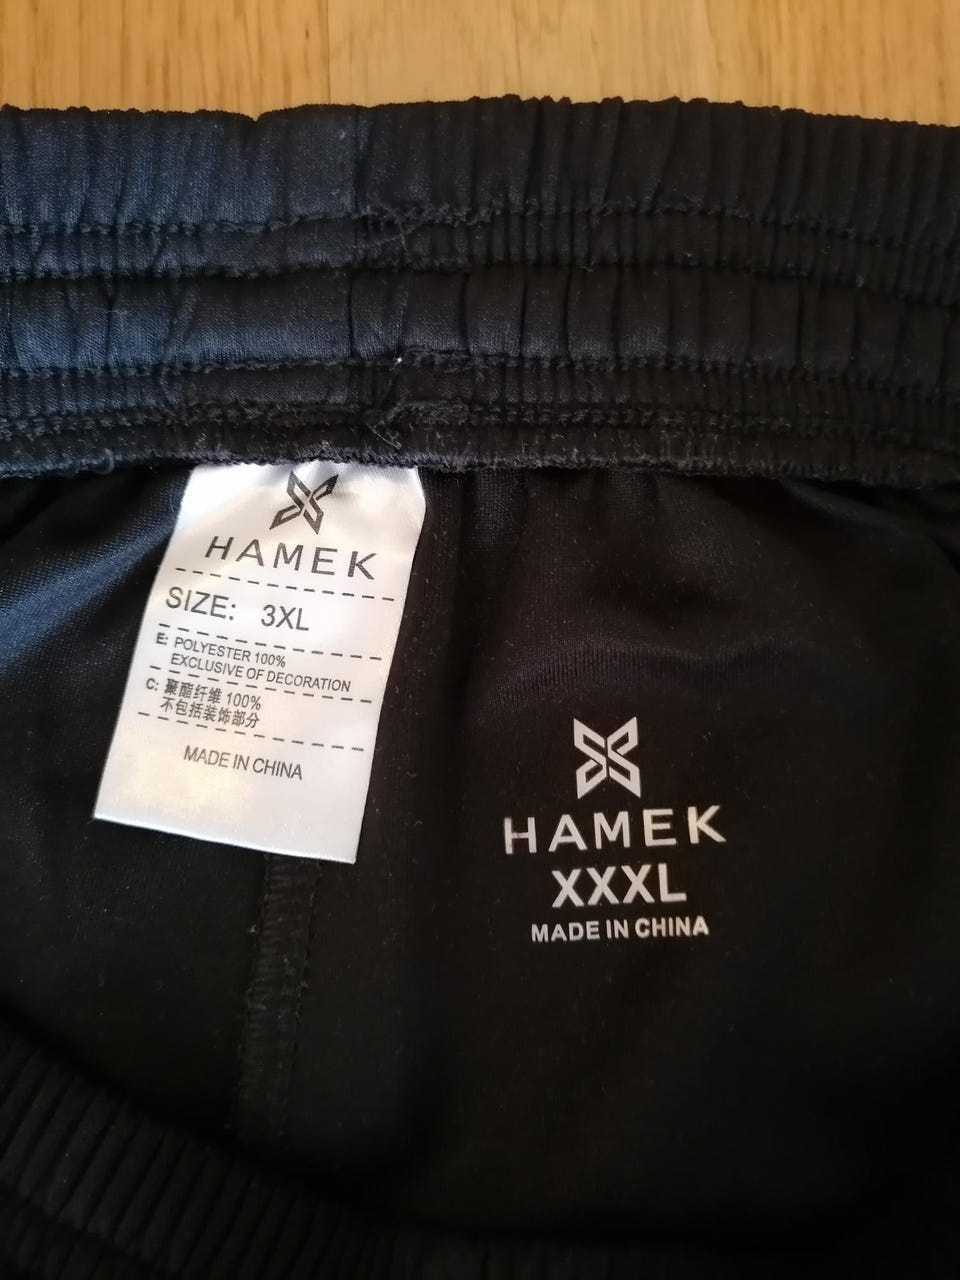 HAMEK
SIZE: 3XL
E: POLYESTER 100%
EXCLUSIVE OF DECORATION
C: 聚酯纤维 100%
不包括装饰部分
MADE IN CHINA
HAMEK
XXXL
MADE IN CHINA